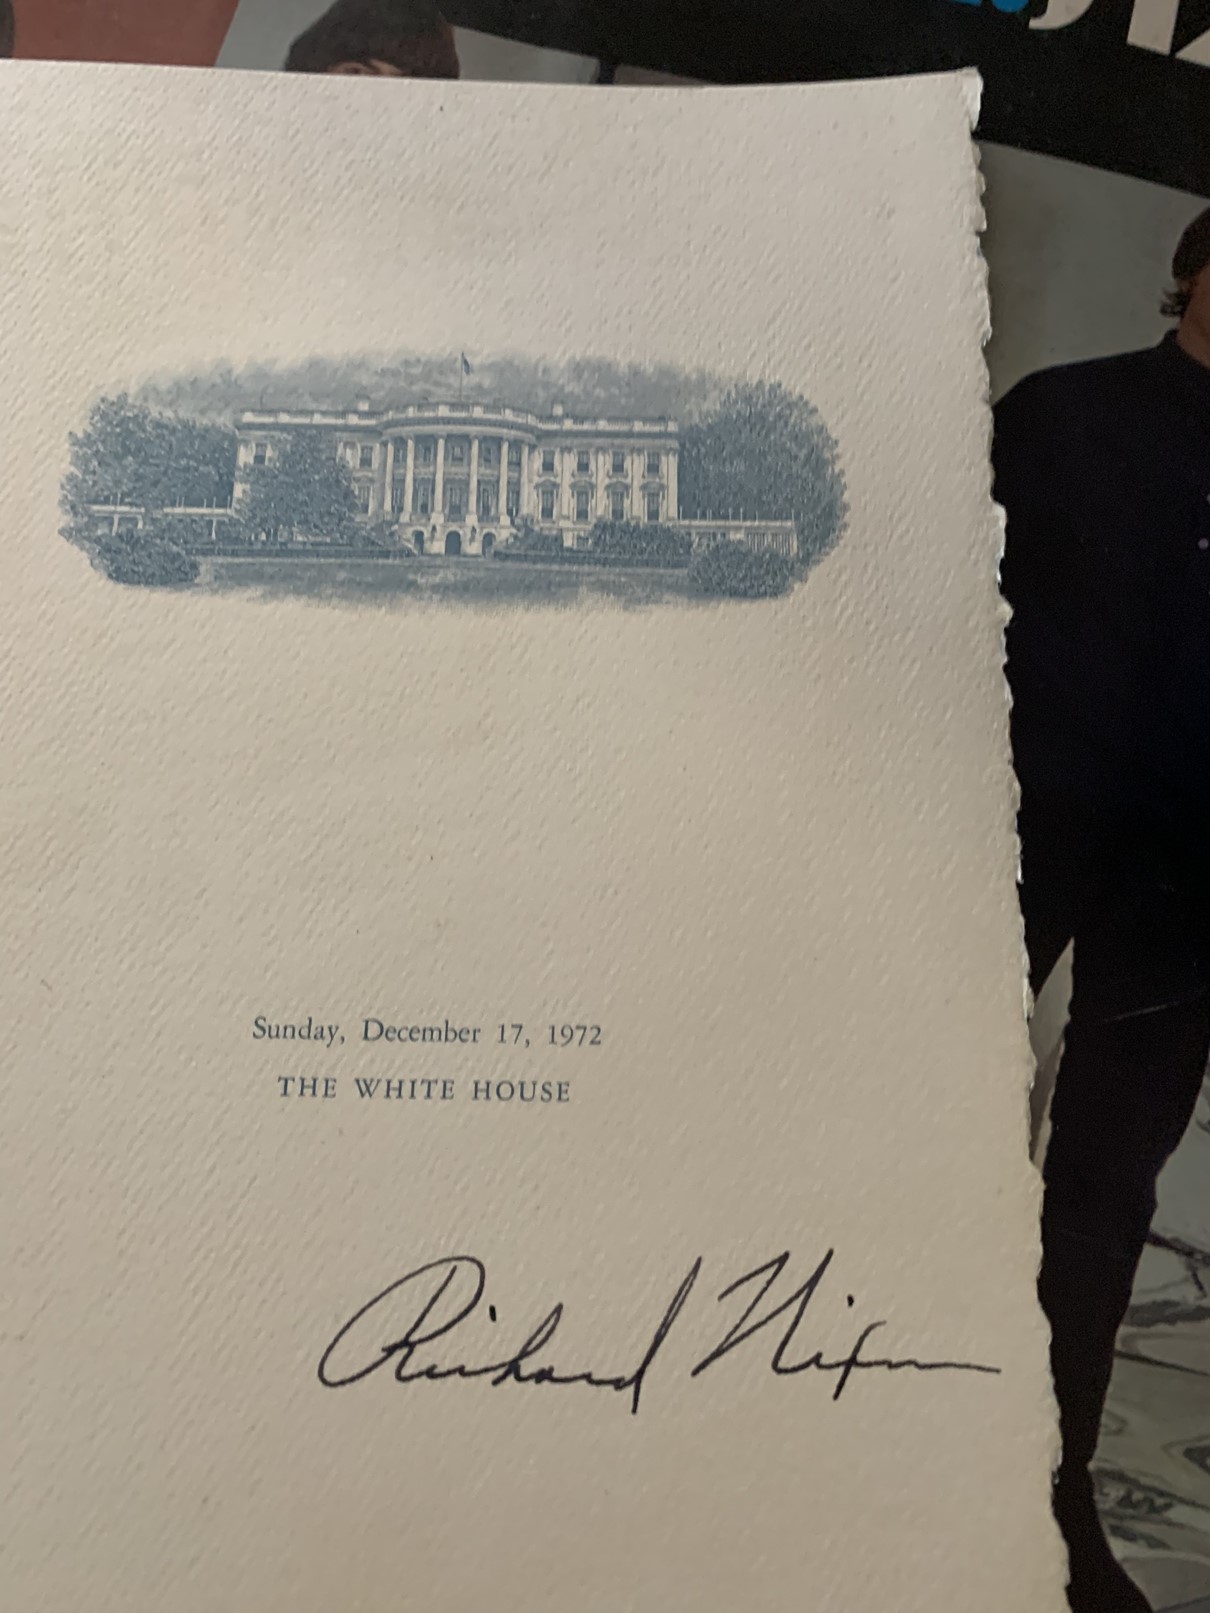 Sunday, December 17, 1972
THE WHITE HOUSE
Richard Nixon